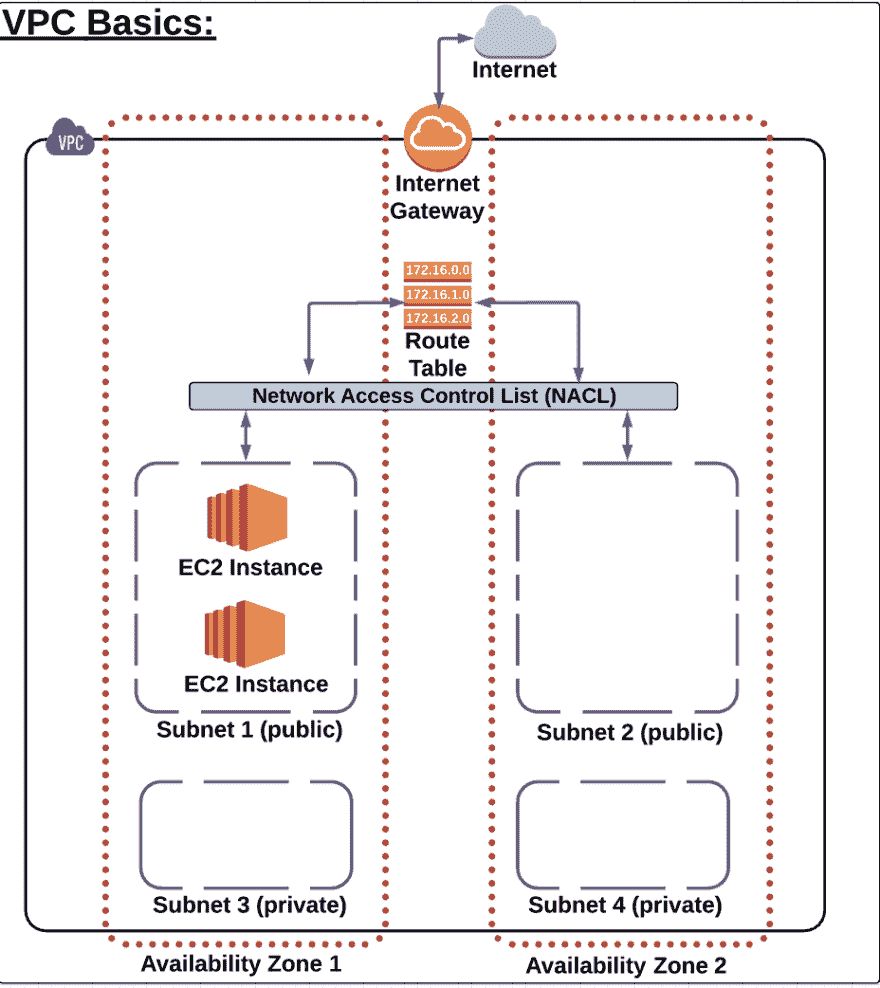 VPC Basics:
Internet
VPC
Internet
Gateway
172.16.0.0
172.16.1.0
172.16.2.0
Route
Table
Network Access Control List (NACL)
EC2 Instance
EC2 Instance
Subnet 1 (public)
Subnet 2 (public)
Subnet 3 (private)
Subnet 4 (private)
Availability Zone 1
Availability Zone 2